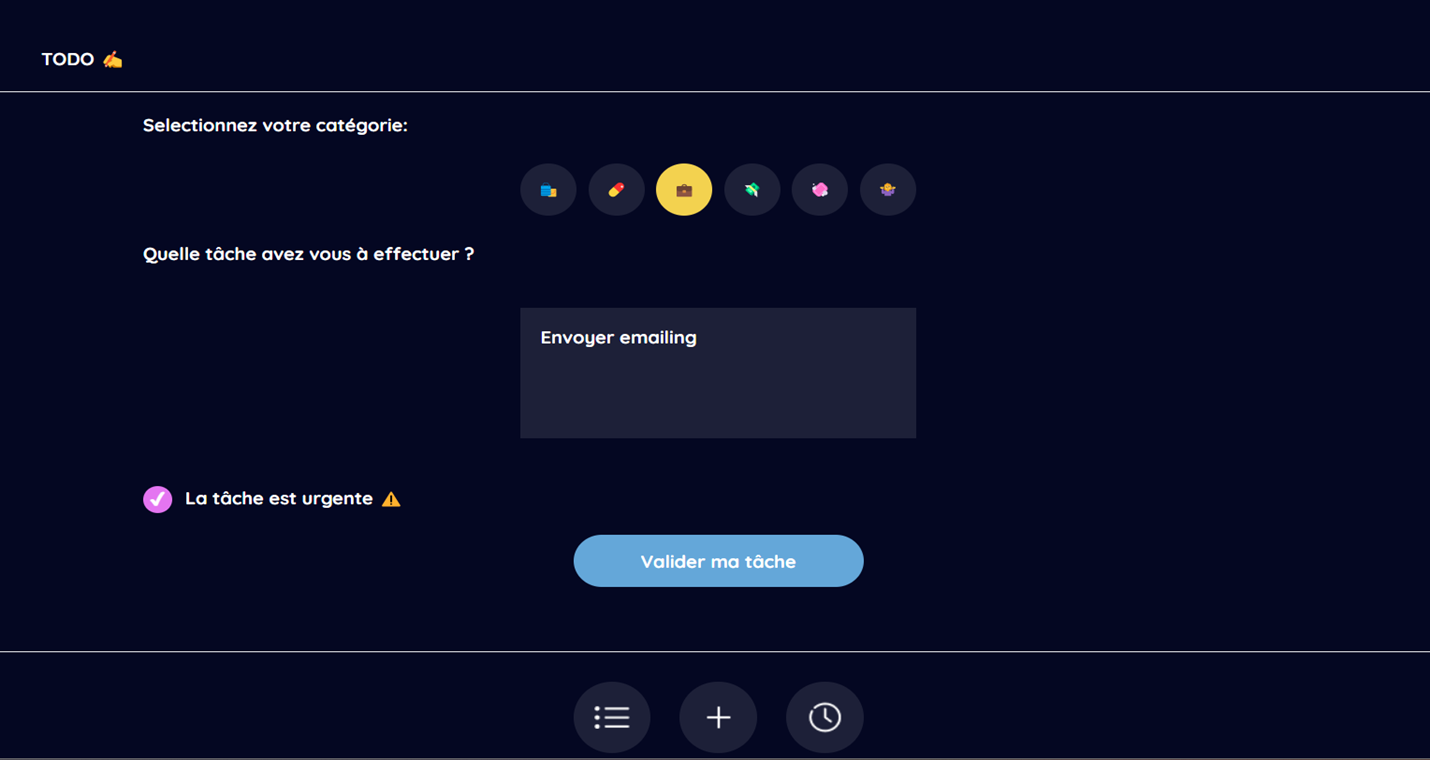 TODO ✍️
Selectionnez votre catégorie:
Quelle tâche avez vous à effectuer ?
Envoyer emailing
La tâche est urgente ⚠️
Valider ma tâche